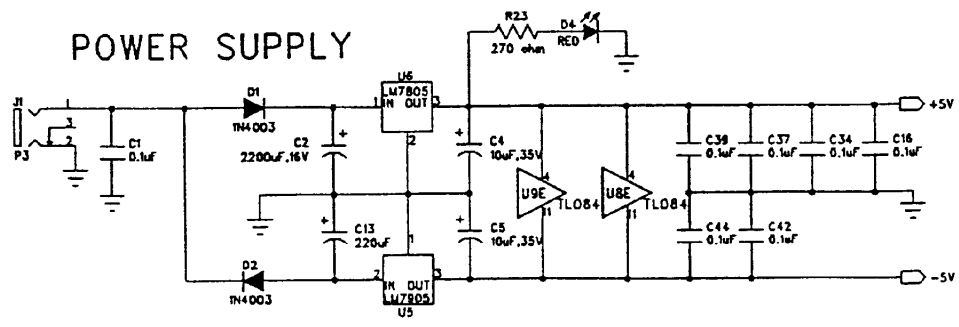 POWER SUPPLY
R23
270 ohm
D4
RED
J1
1
3
2
P3
C1
0.1uF
D1
1N4003
C2
2200uF,16V
U6
LM7805
1 IN OUT 3
2
C4
10uF,35V
+5V
4
U9E
TL084
11
4
U8E
TL084
11
C39
0.1uF
C37
0.1uF
C34
0.1uF
C16
0.1uF
C13
220uF
D2
1N4003
1
2 IN OUT 3
LM7905
U5
C5
10uF,35V
C44
0.1uF
C42
0.1uF
-5V